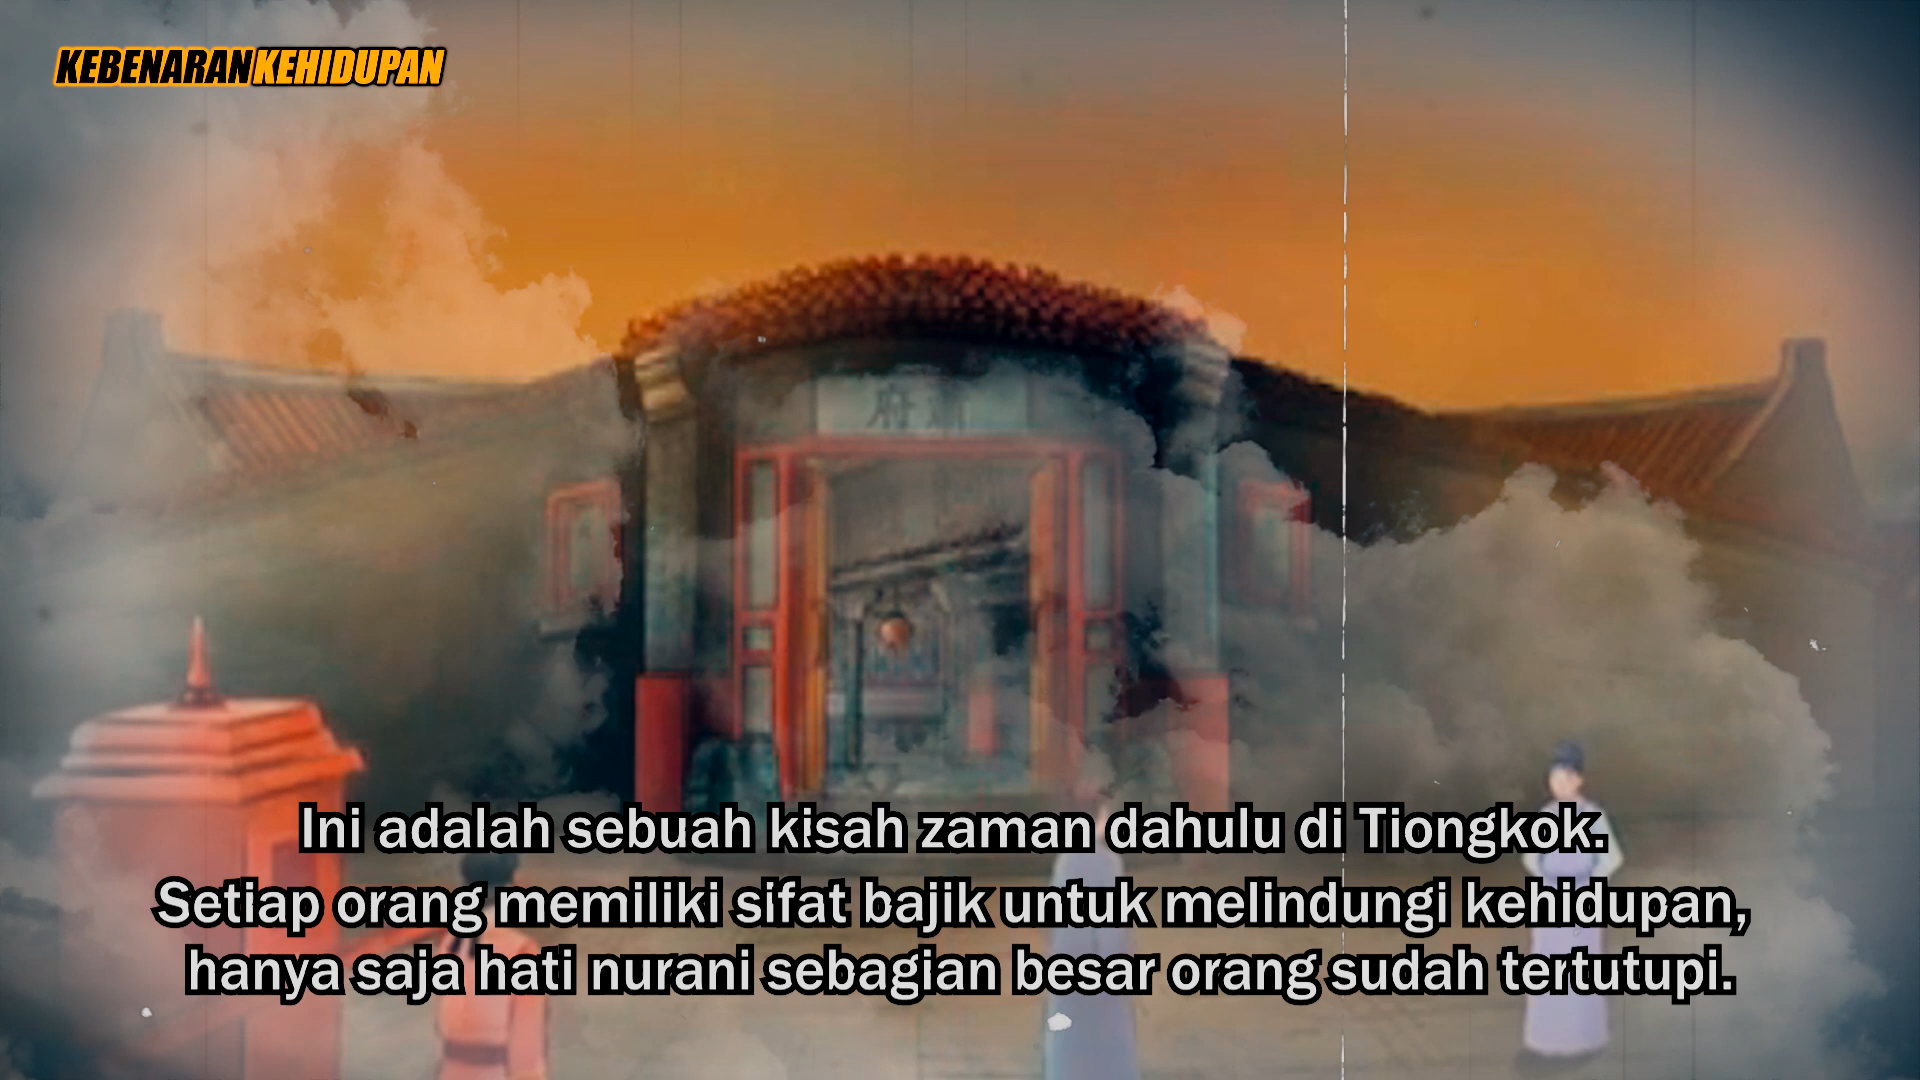 KEBENARANKEHIDUPAN
府
Ini adalah sebuah kisah zaman dahulu di Tiongkok.
Setiap orang memiliki sifat bajik untuk melindungi kehidupan,
hanya saja hati nurani sebagian besar orang sudah tertutupi.